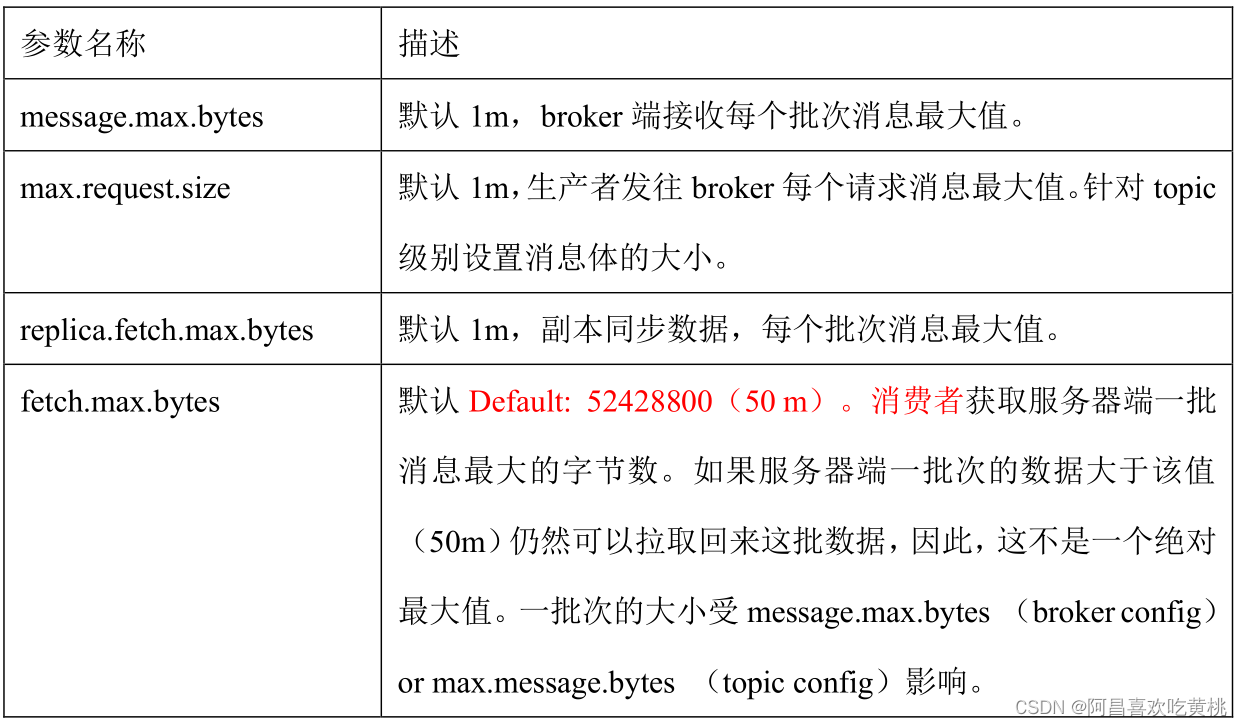 参数名称 描述
message.max.bytes 默认 1m，broker 端接收每个批次消息最大值。
max.request.size 默认 1m，生产者发往 broker 每个请求消息最大值。针对 topic
级别设置消息体的大小。
replica.fetch.max.bytes 默认 1m，副本同步数据，每个批次消息最大值。
fetch.max.bytes 默认 Default: 52428800（50 m）。消费者获取服务器端一批
消息最大的字节数。如果服务器端一批次的数据大于该值
（50m）仍然可以拉取回来这批数据，因此，这不是一个绝对
最大值。一批次的大小受 message.max.bytes （broker config）
or max.message.bytes （topic config）影响。
CSDN @阿昌喜欢吃黄桃